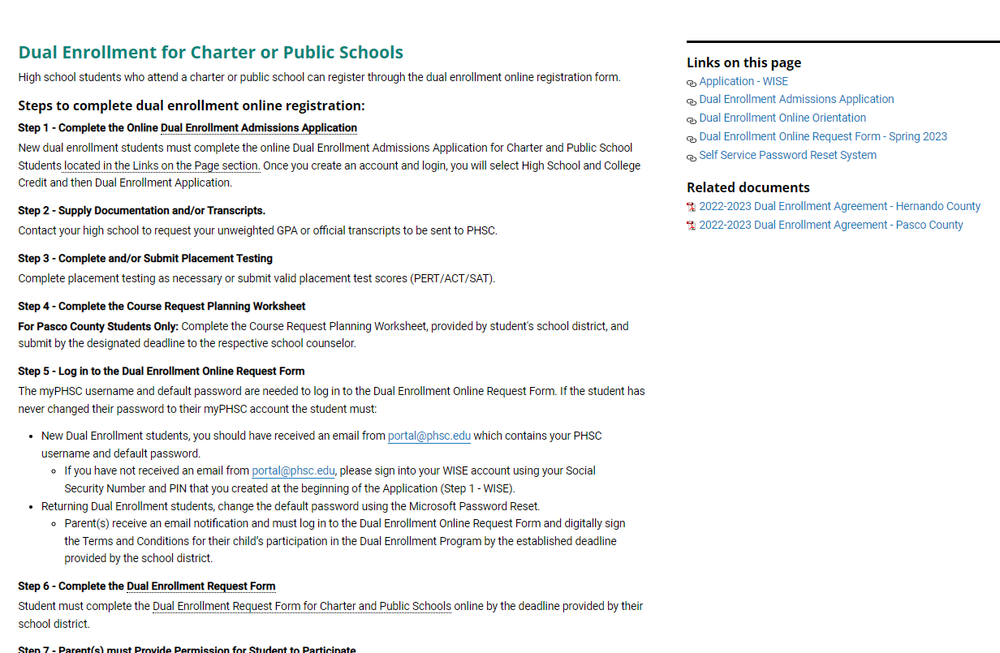 Dual Enrollment for Charter or Public Schools
High school students who attend a charter or public school can register through the dual enrollment online registration form.
Steps to complete dual enrollment online registration:
Step 1 - Complete the Online Dual Enrollment Admissions Application
New dual enrollment students must complete the online Dual Enrollment Admissions Application for Charter and Public School
Students located in the Links on the Page section. Once you create an account and login, you will select High School and College
Credit and then Dual Enrollment Application.
Step 2 - Supply Documentation and/or Transcripts.
Contact your high school to request your unweighted GPA or official transcripts to be sent to PHSC.
Step 3 - Complete and/or Submit Placement Testing
Complete placement testing as necessary or submit valid placement test scores (PERT/ACT/SAT).
Step 4 - Complete the Course Request Planning Worksheet
For Pasco County Students Only: Complete the Course Request Planning Worksheet, provided by student's school district, and
submit by the designated deadline to the respective school counselor.
Step 5 - Log in to the Dual Enrollment Online Request Form
The myPHSC username and default password are needed to log in to the Dual Enrollment Online Request Form. If the student has
never changed their password to their myPHSC account the student must:
• New Dual Enrollment students, you should have received an email from portal@phsc.edu which contains your PHSC
username and default password.
◦ If you have not received an email from portal@phsc.edu, please sign into your WISE account using your Social
Security Number and PIN that you created at the beginning of the Application (Step 1 - WISE).
• Returning Dual Enrollment students, change the default password using the Microsoft Password Reset.
◦ Parent(s) receive an email notification and must log in to the Dual Enrollment Online Request Form and digitally sign
the Terms and Conditions for their child’s participation in the Dual Enrollment Program by the established deadline
provided by the school district.
Step 6 - Complete the Dual Enrollment Request Form
Student must complete the Dual Enrollment Request Form for Charter and Public Schools online by the deadline provided by their
school district.
Step 7 - Parent(s) must Provide Permission for Student to Participate
Links on this page
Application - WISE
Dual Enrollment Admissions Application
Dual Enrollment Online Orientation
Dual Enrollment Online Request Form - Spring 2023
Self Service Password Reset System
Related documents
2022-2023 Dual Enrollment Agreement - Hernando County
2022-2023 Dual Enrollment Agreement - Pasco County